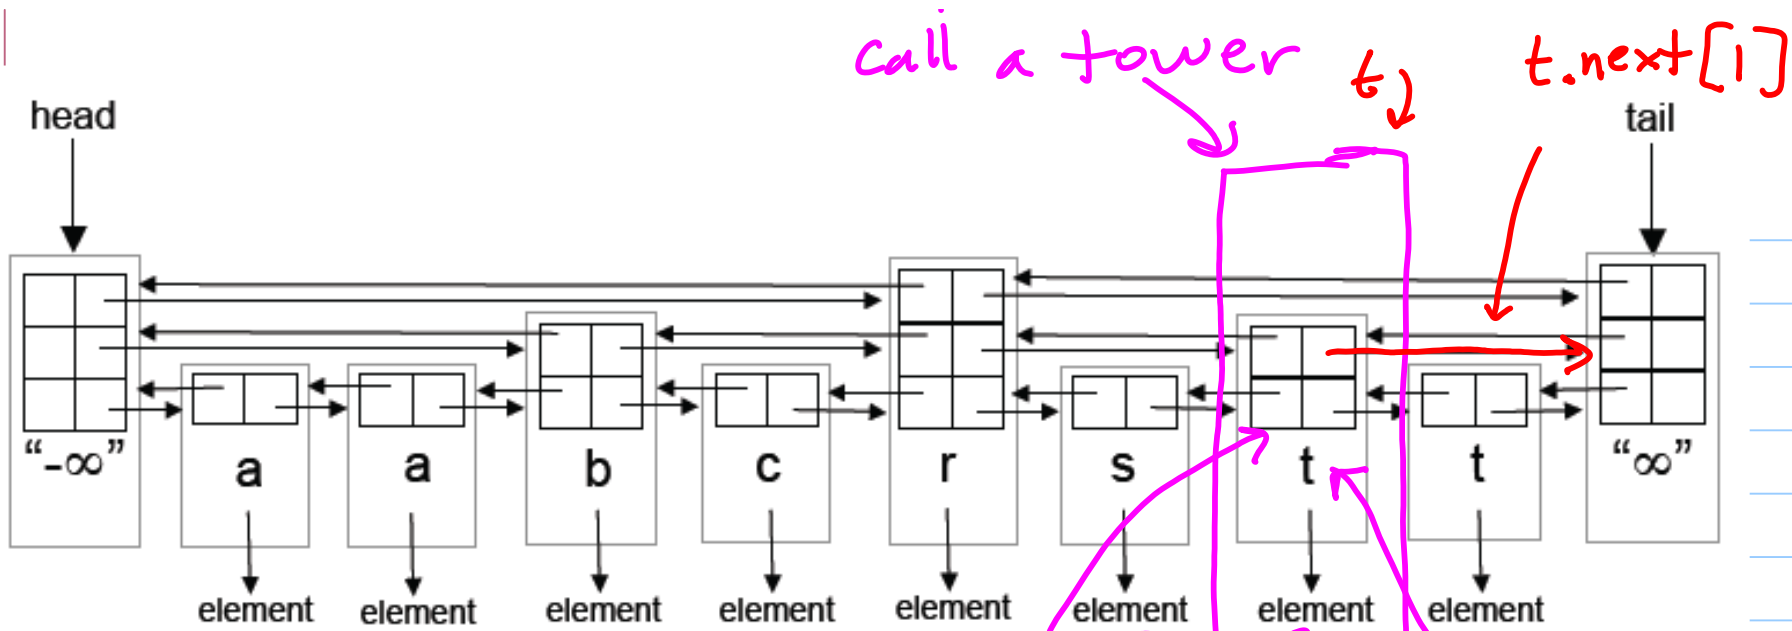 call a tower
t
t.next[1]
head
tail
“-∞” a a b c r s t t “∞”
element element element element element element element element